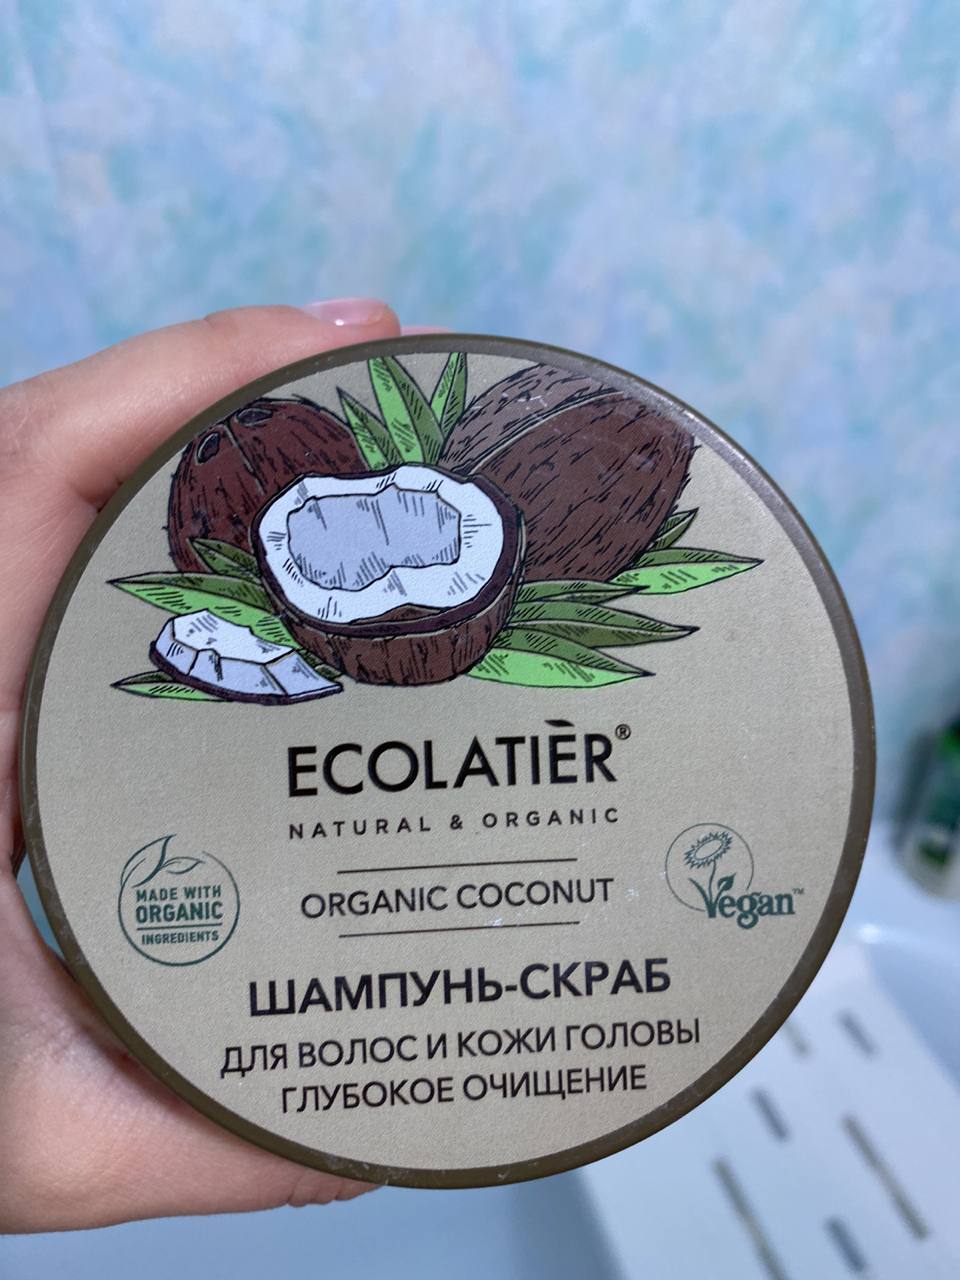 ECOLATIÈR®
NATURAL & ORGANIC
MADE WITH
ORGANIC
INGREDIENTS
ORGANIC COCONUT
Vegan™
ШАМПУНЬ-СКРАБ
ДЛЯ ВОЛОС И КОЖИ ГОЛОВЫ
ГЛУБОКОЕ ОЧИЩЕНИЕ